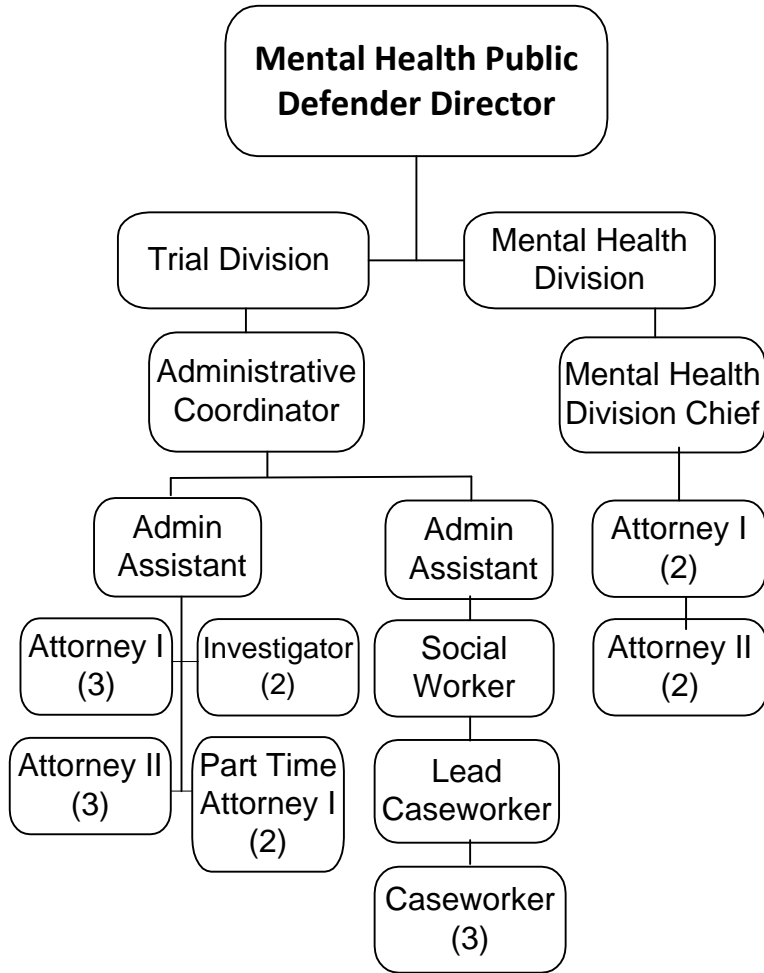 Mental Health Public
Defender Director
Trial Division
Mental Health
Division
Administrative
Coordinator
Mental Health
Division Chief
Admin
Assistant
Admin
Assistant
Attorney I
(2)
Attorney I
(3)
Investigator
(2)
Social
Worker
Attorney II
(2)
Attorney II
(3)
Part Time
Attorney I
(2)
Lead
Caseworker
Caseworker
(3)